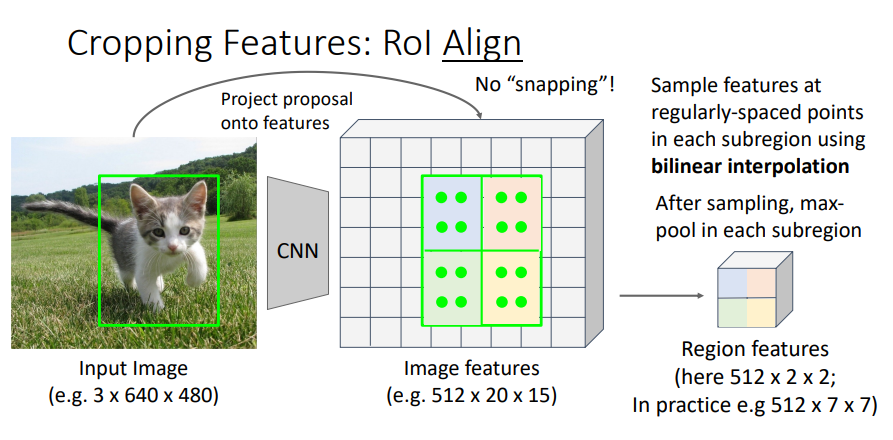 Cropping Features: RoI Align
No “snapping”!
Project proposal
onto features
Sample features at
regularly-spaced points
in each subregion using
bilinear interpolation
After sampling, max-
pool in each subregion
CNN
Input Image
(e.g. 3 x 640 x 480)
Image features
(e.g. 512 x 20 x 15)
Region features
(here 512 x 2 x 2;
In practice e.g 512 x 7 x 7)